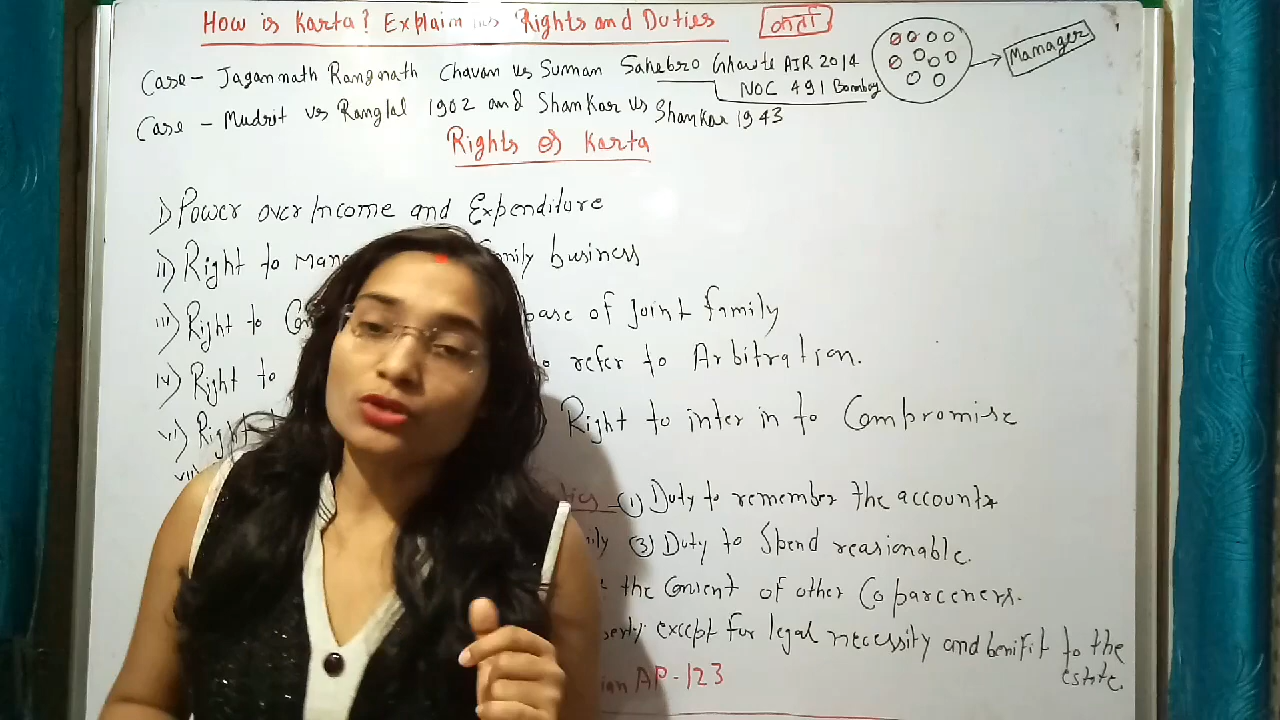 How is Karta? Explain Rights and Duties कर्ता
Manager
Case - Jagannath Rangnath Chavan vs Suman Sahebro Ghawte AIR 2014
NOC 491 Bombay
Case - Mudrit vs Ranglal 1902 and Shankar vs Shankar 1943
Rights of Karta
i) Power over Income and Expenditure
ii) Right to business
iii) Right to of Joint family
iv) Right to refer to Arbitration.
Right to Right to inter in to Compromise
(1) Duty to remember the accounts
(3) Duty to Spend reasionable.
the Consent of other Coparceners.
except for legal necessity and benifit to the
estate.
AP-123